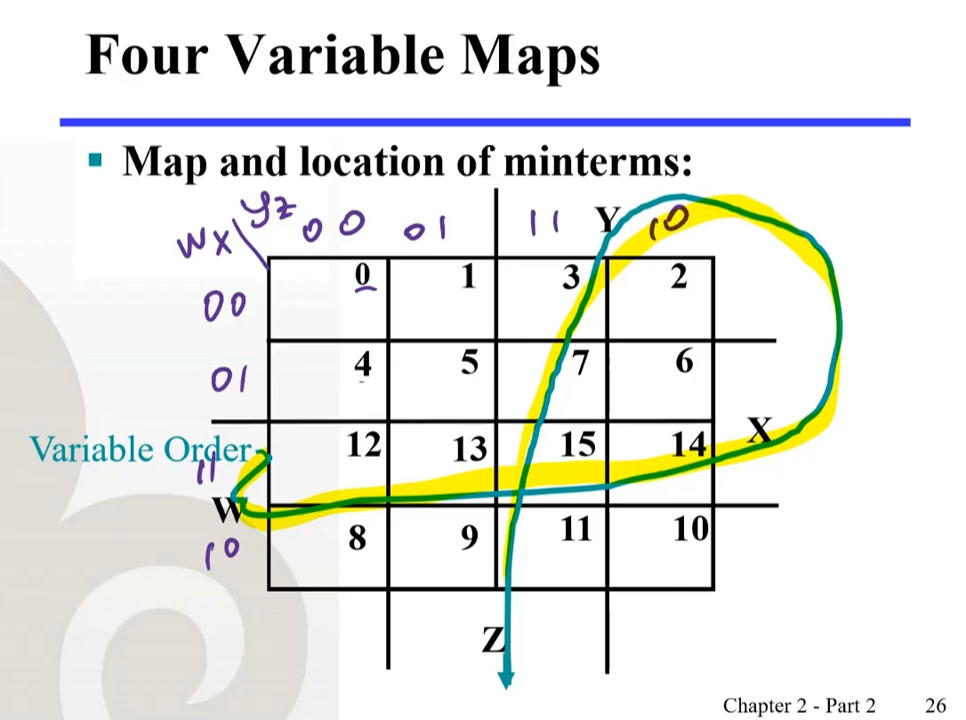 Four Variable Maps
Map and location of minterms:
yz
wx 00 01 11 Y 10
00 0 1 3 2
01 4 5 7 6
Variable Order 12 13 15 14 X
11
W
10 8 9 11 10
Z
Chapter 2 - Part 2 26